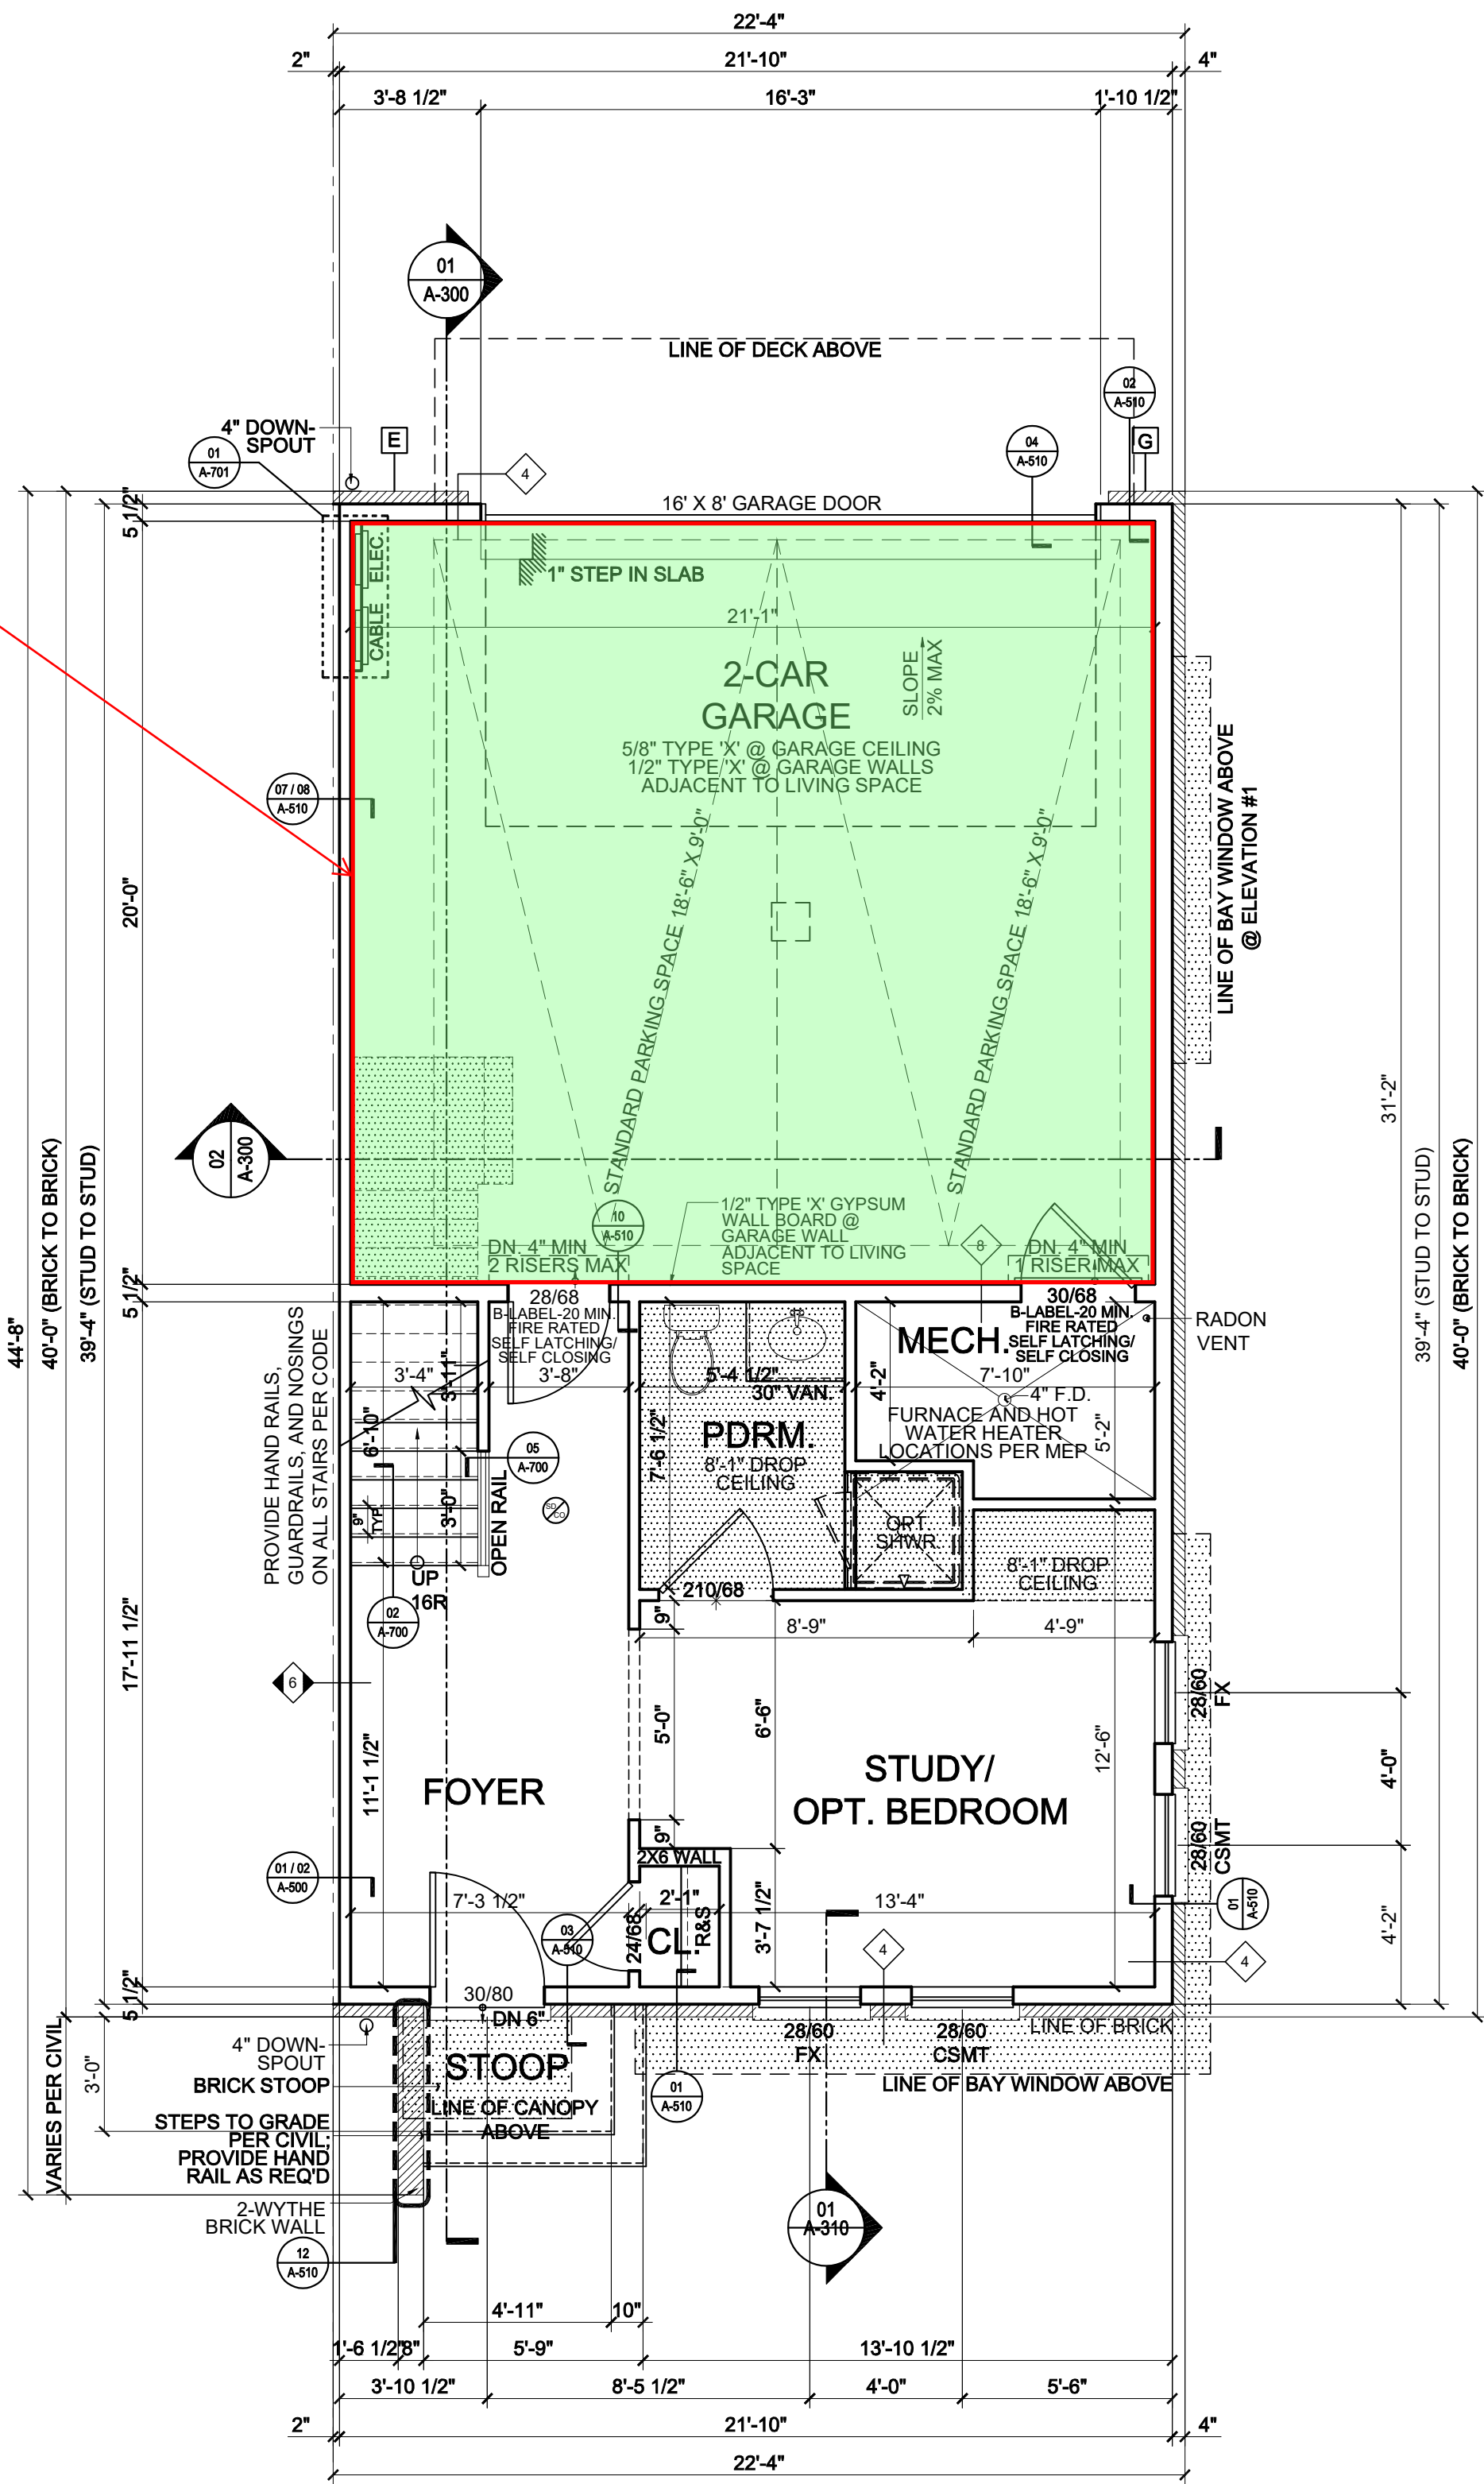 22'-4"
2" 21'-10" 4"
3'-8 1/2" 16'-3" 1'-10 1/2"
01
A-300
LINE OF DECK ABOVE
02
A-510
4" DOWN-
SPOUT
01
A-701
E
4
04
A-510
G
16' X 8' GARAGE DOOR
5 1/2"
ELEC.
CABLE
1" STEP IN SLAB
21'-1"
2-CAR
GARAGE
SLOPE
2% MAX
5/8" TYPE 'X' @ GARAGE CEILING
1/2" TYPE 'X' @ GARAGE WALLS
ADJACENT TO LIVING SPACE
07 / 08
A-510
STANDARD PARKING SPACE 18'-6" X 9'-0"
STANDARD PARKING SPACE 18'-6" X 9'-0"
LINE OF BAY WINDOW ABOVE
@ ELEVATION #1
20'-0"
44'-8"
40'-0" (BRICK TO BRICK)
39'-4" (STUD TO STUD)
02
A-300
31'-2"
39'-4" (STUD TO STUD)
40'-0" (BRICK TO BRICK)
10
A-510
1/2" TYPE 'X' GYPSUM
WALL BOARD @
GARAGE WALL
ADJACENT TO LIVING
SPACE
8
DN. 4" MIN
2 RISERS MAX
DN. 4" MIN
1 RISER MAX
5 1/2"
28/68
B-LABEL-20 MIN.
FIRE RATED
SELF LATCHING/
SELF CLOSING
30/68
B-LABEL-20 MIN.
FIRE RATED
SELF LATCHING/
SELF CLOSING
RADON
VENT
PROVIDE HAND RAILS,
GUARDRAILS, AND NOSINGS
ON ALL STAIRS PER CODE
3'-4"
3'-11"
3'-8"
5'-4 1/2"
30" VAN.
MECH.
4'-2"
7'-10"
4" F.D.
FURNACE AND HOT
WATER HEATER
LOCATIONS PER MEP
5'-2"
6'-10"
PDRM.
8'-1" DROP
CEILING
7'-6 1/2"
05
A-700
OPEN RAIL
SD
CO
3'-0"
9"
TYP.
UP
16R
02
A-700
OPT.
SHWR.
8'-1" DROP
CEILING
210/68
9"
8'-9"
4'-9"
17'-11 1/2"
6
11'-1 1/2"
FOYER
5'-0"
6'-6"
STUDY/
OPT. BEDROOM
12'-6"
28/60
FX
4'-0"
28/60
CSMT
9"
2X6 WALL
01 / 02
A-500
7'-3 1/2"
2'-1"
13'-4"
03
A-510
24/68
CL.
R&S
3'-7 1/2"
4
01
A-510
4
4'-2"
5 1/2"
30/80
DN 6"
28/60
FX
28/60
CSMT
LINE OF BRICK
LINE OF BAY WINDOW ABOVE
VARIES PER CIVIL
3'-0"
4" DOWN-
SPOUT
BRICK STOOP
STOOP
LINE OF CANOPY
ABOVE
01
A-510
STEPS TO GRADE
PER CIVIL;
PROVIDE HAND
RAIL AS REQ'D
2-WYTHE
BRICK WALL
12
A-510
01
A-310
4'-11" 10"
1'-6 1/2" 8" 5'-9" 13'-10 1/2"
3'-10 1/2" 8'-5 1/2" 4'-0" 5'-6"
2" 21'-10" 4"
22'-4"